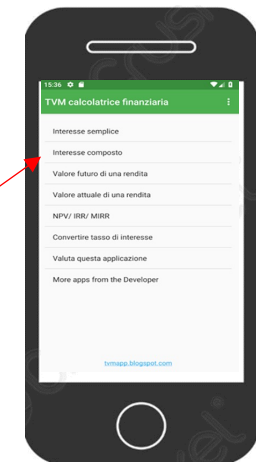 15:36
TVM calcolatrice finanziaria
Interesse semplice
Interesse composto
Valore futuro di una rendita
Valore attuale di una rendita
NPV/ IRR/ MIRR
Convertire tasso di interesse
Valuta questa applicazione
More apps from the Developer
tvmapp.blogspot.com